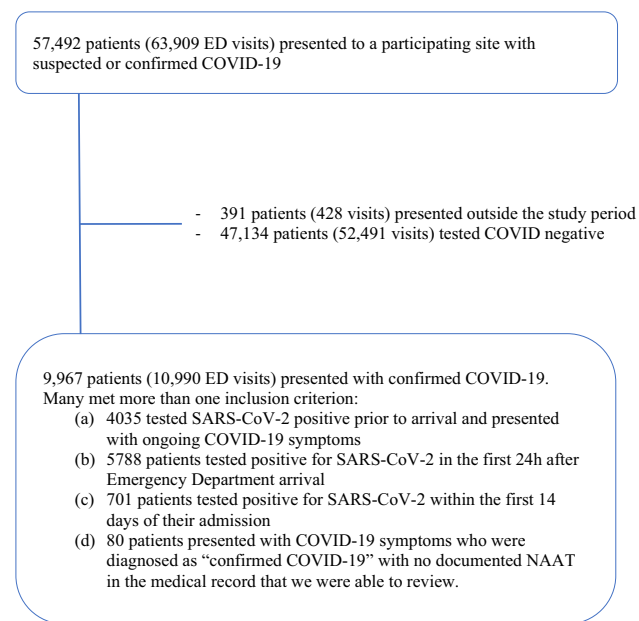 57,492 patients (63,909 ED visits) presented to a participating site with
suspected or confirmed COVID-19
- 391 patients (428 visits) presented outside the study period
- 47,134 patients (52,491 visits) tested COVID negative
9,967 patients (10,990 ED visits) presented with confirmed COVID-19.
Many met more than one inclusion criterion:
(a) 4035 tested SARS-CoV-2 positive prior to arrival and presented
with ongoing COVID-19 symptoms
(b) 5788 patients tested positive for SARS-CoV-2 in the first 24h after
Emergency Department arrival
(c) 701 patients tested positive for SARS-CoV-2 within the first 14
days of their admission
(d) 80 patients presented with COVID-19 symptoms who were
diagnosed as “confirmed COVID-19” with no documented NAAT
in the medical record that we were able to review.